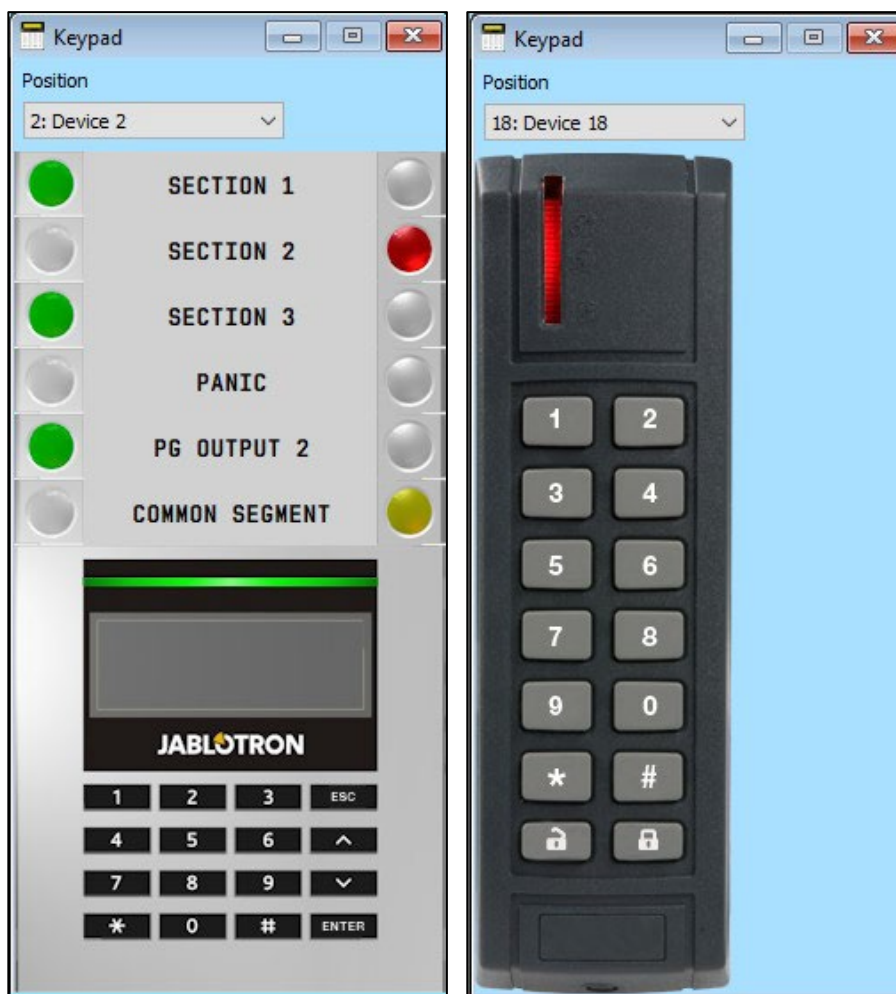 Keypad
Position
2: Device 2
SECTION 1
SECTION 2
SECTION 3
PANIC
PG OUTPUT 2
COMMON SEGMENT
JABLOTRON
1 2 3 ESC
4 5 6
7 8 9
* 0 # ENTER
Keypad
Position
18: Device 18
1 2
3 4
5 6
7 8
9 0
* #